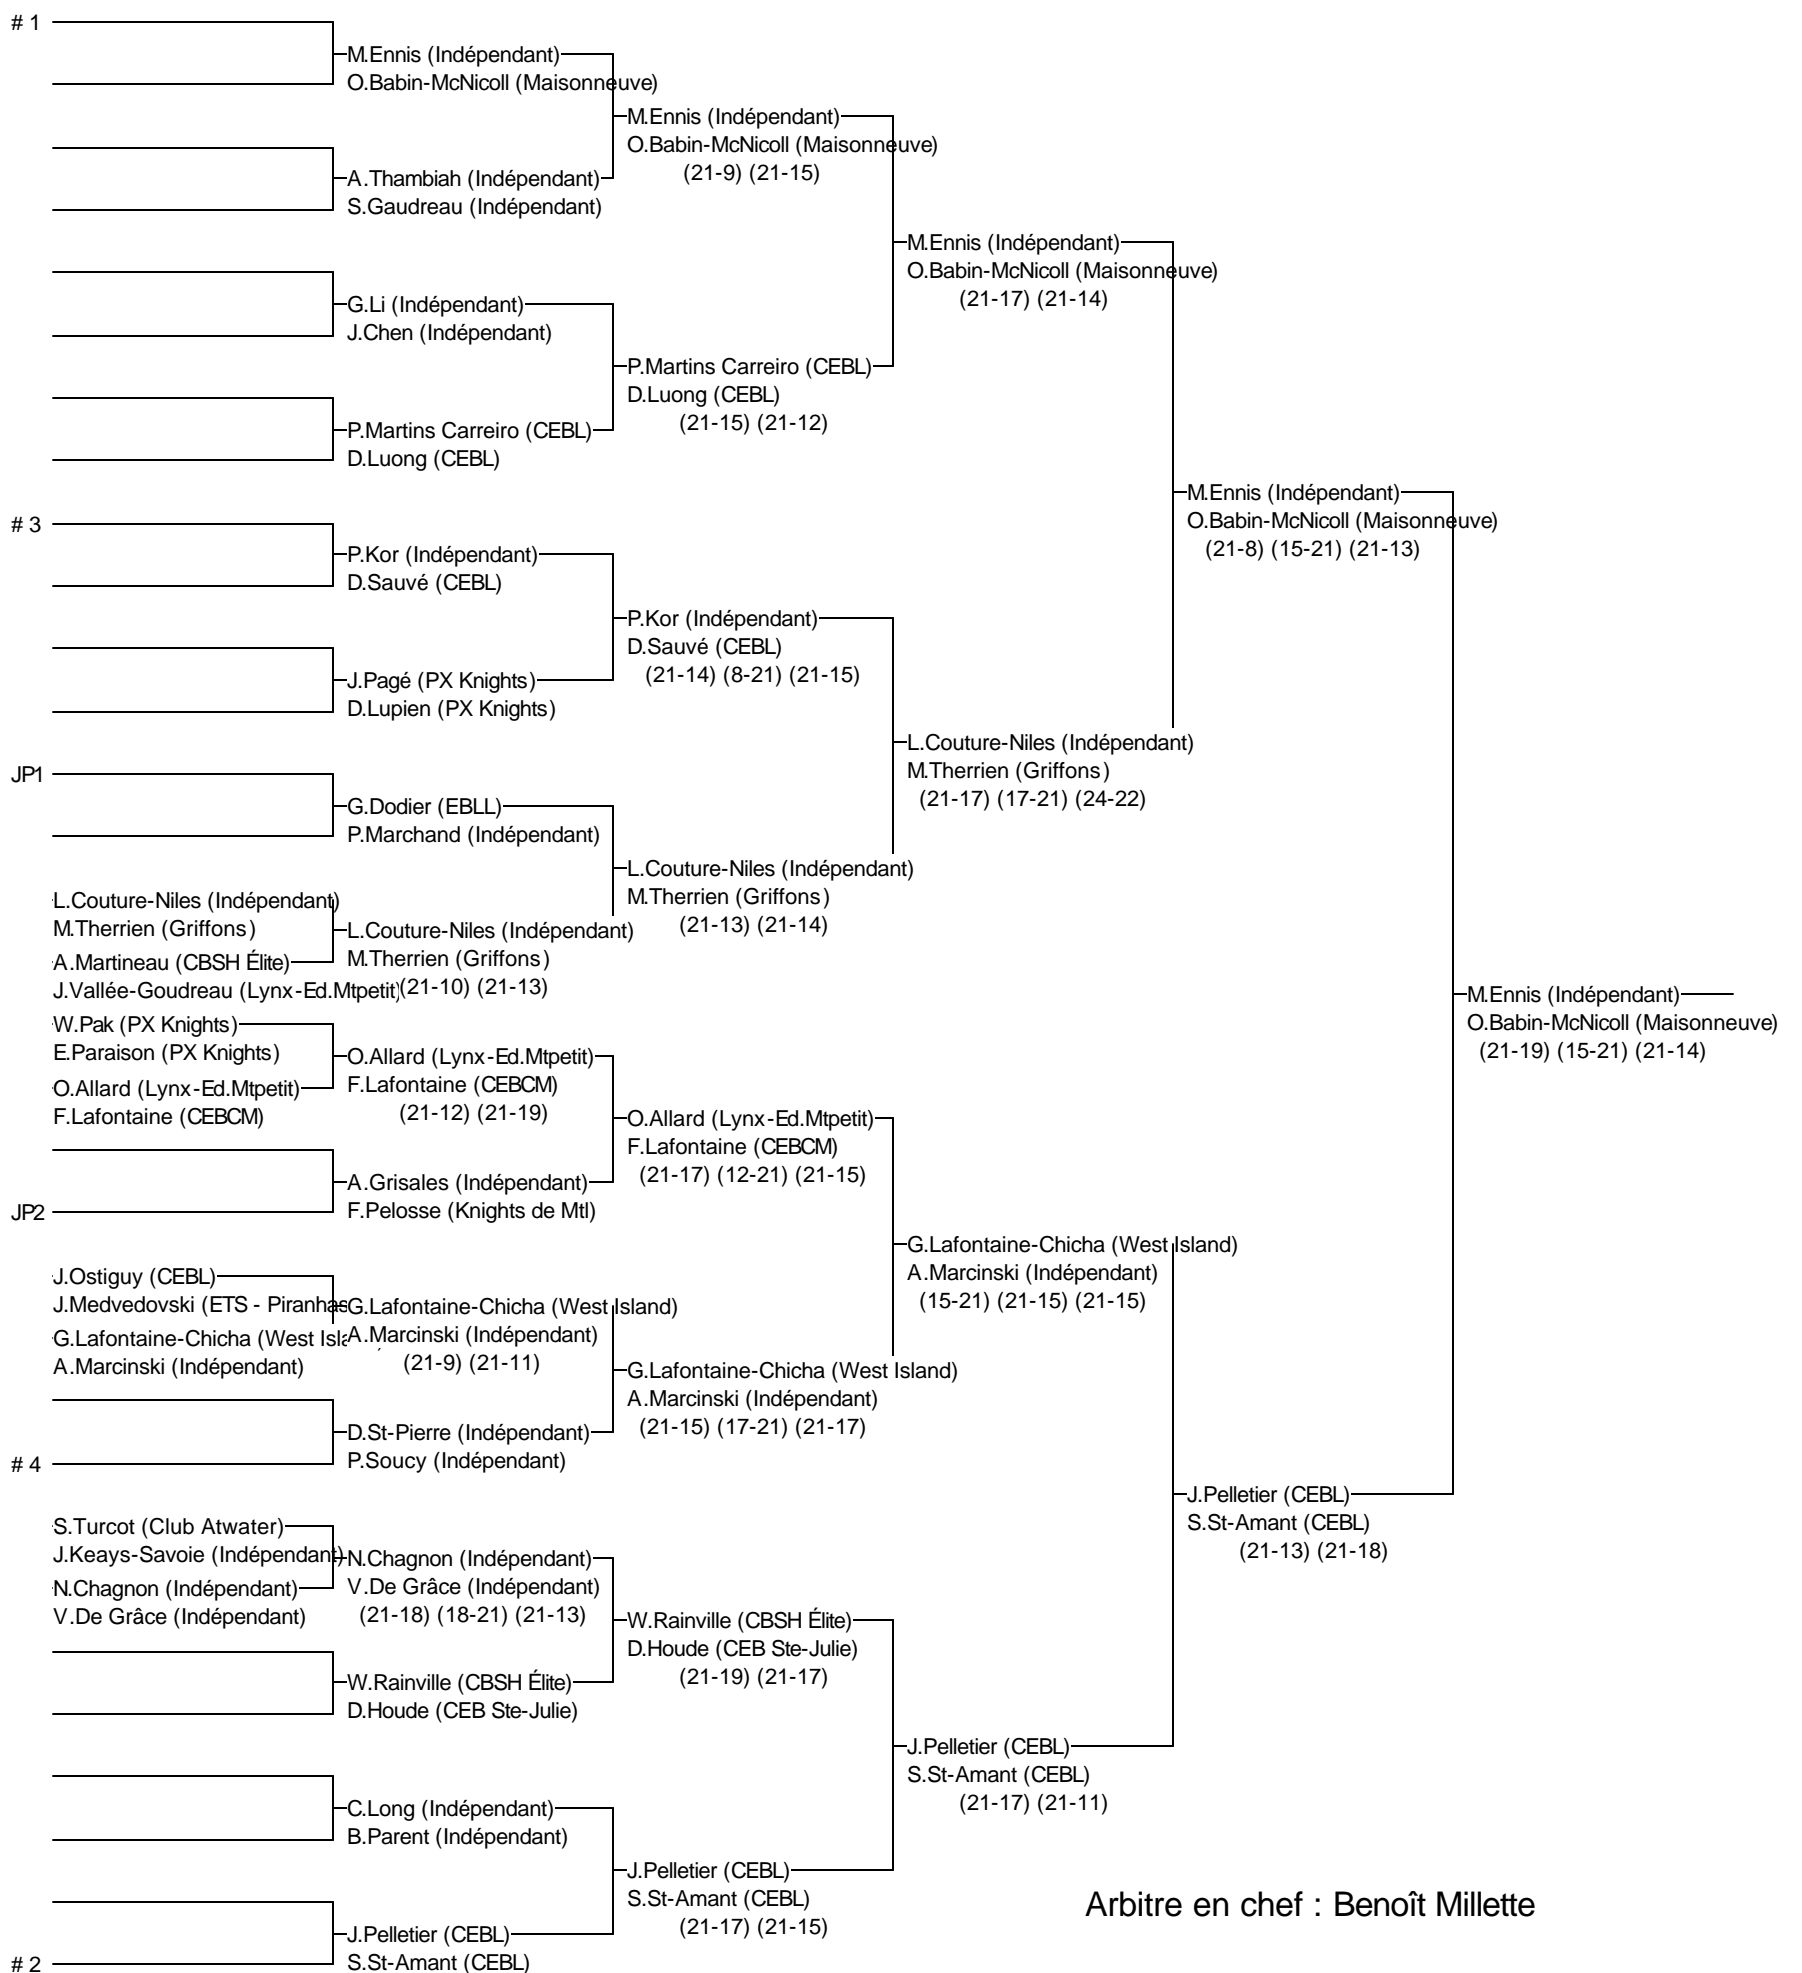 # 1
M.Ennis (Indépendant)
O.Babin-McNicoll (Maisonneuve)
M.Ennis (Indépendant)
O.Babin-McNicoll (Maisonneuve)
(21-9) (21-15)
A.Thambiah (Indépendant)
S.Gaudreau (Indépendant)
M.Ennis (Indépendant)
O.Babin-McNicoll (Maisonneuve)
(21-17) (21-14)
G.Li (Indépendant)
J.Chen (Indépendant)
P.Martins Carreiro (CEBL)
D.Luong (CEBL)
(21-15) (21-12)
P.Martins Carreiro (CEBL)
D.Luong (CEBL)
M.Ennis (Indépendant)
O.Babin-McNicoll (Maisonneuve)
(21-8) (15-21) (21-13)
# 3
P.Kor (Indépendant)
D.Sauvé (CEBL)
P.Kor (Indépendant)
D.Sauvé (CEBL)
(21-14) (8-21) (21-15)
J.Pagé (PX Knights)
D.Lupien (PX Knights)
L.Couture-Niles (Indépendant)
M.Therrien (Griffons)
(21-17) (17-21) (24-22)
JP1
G.Dodier (EBLL)
P.Marchand (Indépendant)
L.Couture-Niles (Indépendant)
M.Therrien (Griffons)
(21-13) (21-14)
L.Couture-Niles (Indépendant)
M.Therrien (Griffons)
L.Couture-Niles (Indépendant)
M.Therrien (Griffons)
(21-10) (21-13)
A.Martineau (CBSH Élite)
J.Vallée-Goudreau (Lynx-Ed.Mtpetit)
M.Ennis (Indépendant)
O.Babin-McNicoll (Maisonneuve)
(21-19) (15-21) (21-14)
W.Pak (PX Knights)
E.Paraison (PX Knights)
O.Allard (Lynx-Ed.Mtpetit)
F.Lafontaine (CEBCM)
(21-12) (21-19)
O.Allard (Lynx-Ed.Mtpetit)
F.Lafontaine (CEBCM)
O.Allard (Lynx-Ed.Mtpetit)
F.Lafontaine (CEBCM)
(21-17) (12-21) (21-15)
A.Grisales (Indépendant)
F.Pelosse (Knights de Mtl)
JP2
G.Lafontaine-Chicha (West Island)
A.Marcinski (Indépendant)
(15-21) (21-15) (21-15)
J.Ostiguy (CEBL)
J.Medvedovski (ETS - Piranhas
G.Lafontaine-Chicha (West Island)
A.Marcinski (Indépendant)
(21-9) (21-11)
G.Lafontaine-Chicha (West Isla
A.Marcinski (Indépendant)
G.Lafontaine-Chicha (West Island)
A.Marcinski (Indépendant)
(21-15) (17-21) (21-17)
D.St-Pierre (Indépendant)
P.Soucy (Indépendant)
# 4
J.Pelletier (CEBL)
S.St-Amant (CEBL)
(21-13) (21-18)
S.Turcot (Club Atwater)
J.Keays-Savoie (Indépendant)
N.Chagnon (Indépendant)
V.De Grâce (Indépendant)
(21-18) (18-21) (21-13)
N.Chagnon (Indépendant)
V.De Grâce (Indépendant)
W.Rainville (CBSH Élite)
D.Houde (CEB Ste-Julie)
(21-19) (21-17)
W.Rainville (CBSH Élite)
D.Houde (CEB Ste-Julie)
J.Pelletier (CEBL)
S.St-Amant (CEBL)
(21-17) (21-11)
C.Long (Indépendant)
B.Parent (Indépendant)
J.Pelletier (CEBL)
S.St-Amant (CEBL)
(21-17) (21-15)
J.Pelletier (CEBL)
S.St-Amant (CEBL)
# 2
Arbitre en chef : Benoît Millette